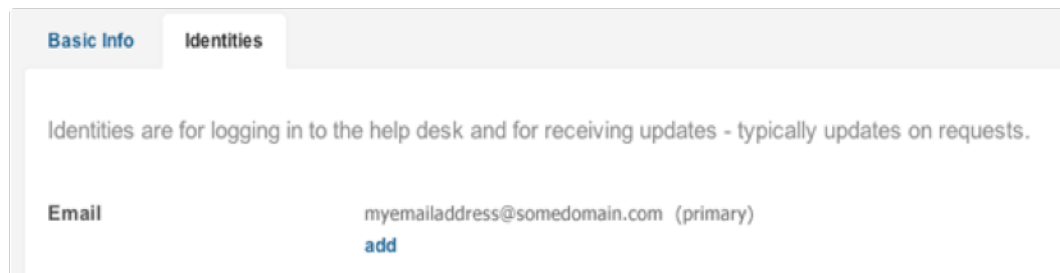 Basic Info Identities
Identities are for logging in to the help desk and for receiving updates - typically updates on requests.
Email myemailaddress@somedomain.com (primary)
add